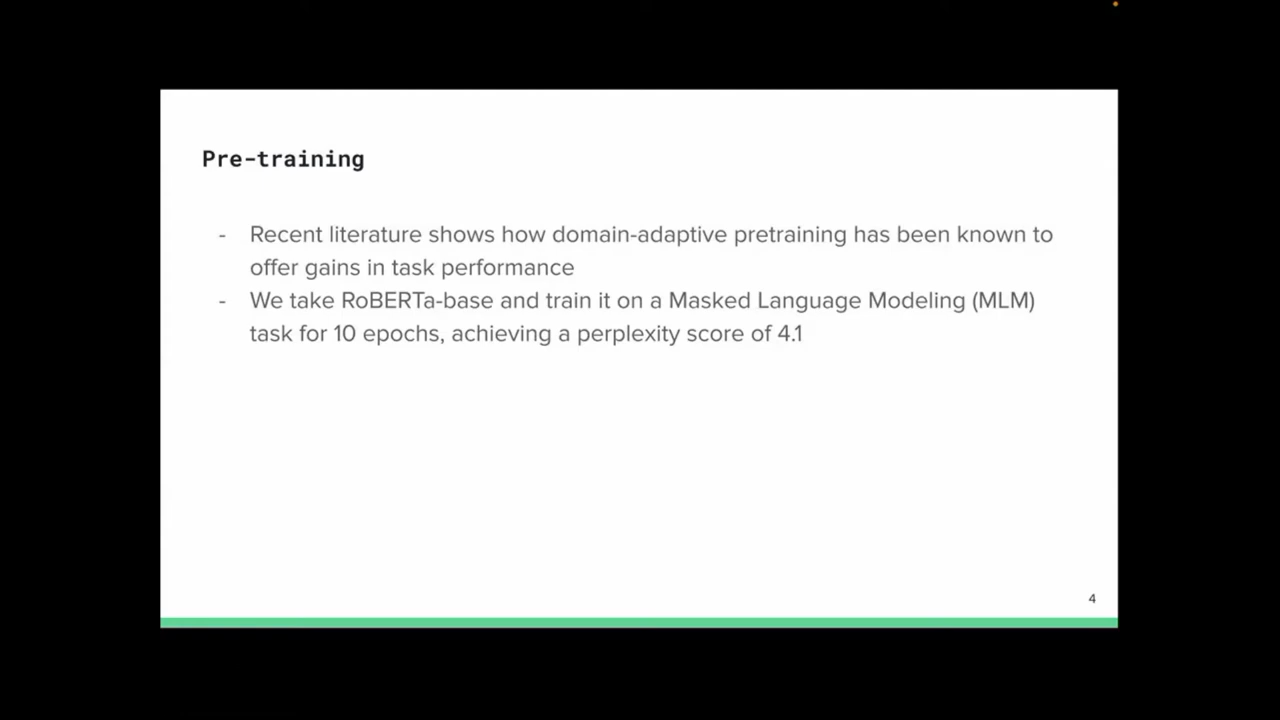 Pre-training
- Recent literature shows how domain-adaptive pretraining has been known to
offer gains in task performance
- We take RoBERTa-base and train it on a Masked Language Modeling (MLM)
task for 10 epochs, achieving a perplexity score of 4.1
4